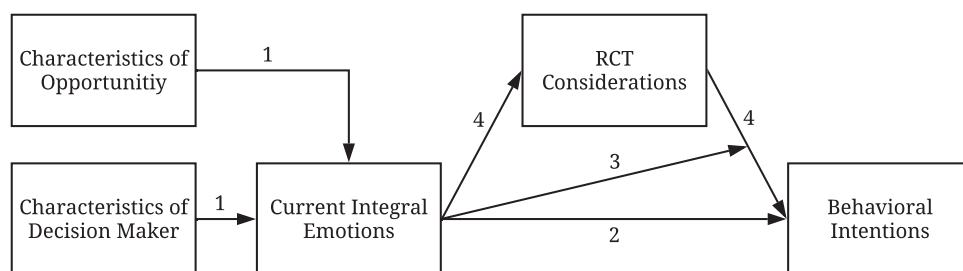 Characteristics of
Opportunitiy
1
RCT
Considerations
4
4
3
Characteristics of
Decision Maker
1
Current Integral
Emotions
2
Behavioral
Intentions